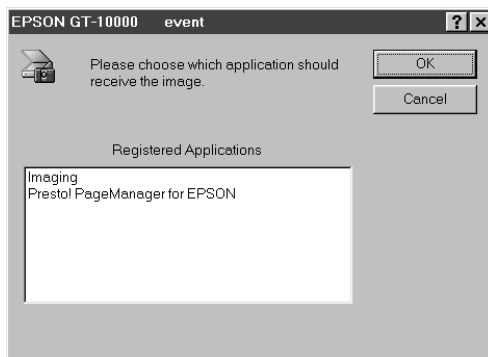 EPSON GT-10000 event
Please choose which application should
receive the image.
OK
Cancel
Registered Applications
Imaging
Presto! PageManager for EPSON